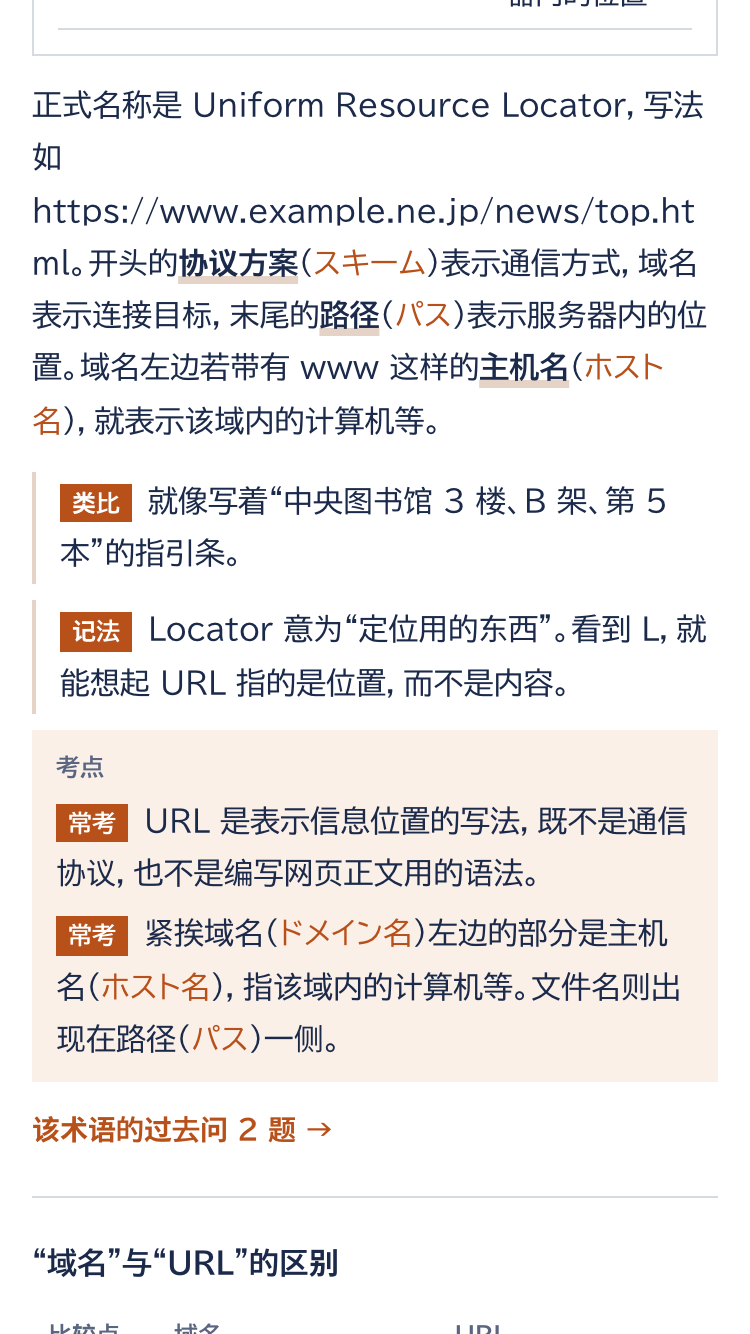 正式名称是 Uniform Resource Locator, 写法
如
https://www.example.ne.jp/news/top.ht
ml。开头的协议方案(スキーム)表示通信方式, 域名
表示连接目标, 末尾的路径(パス)表示服务器内的位
置。域名左边若带有 www 这样的主机名(ホスト
名), 就表示该域内的计算机等。
类比 就像写着“中央图书馆 3 楼、B 架、第 5
本”的指引条。
记法 Locator 意为“定位用的东西”。看到 L, 就
能想起 URL 指的是位置, 而不是内容。
考点
常考 URL 是表示信息位置的写法, 既不是通信
协议, 也不是编写网页正文用的语法。
常考 紧挨域名(ドメイン名)左边的部分是主机
名(ホスト名), 指该域内的计算机等。文件名则出
现在路径(パス)一侧。
该术语的过去问 2 题 →
“域名”与“URL”的区别